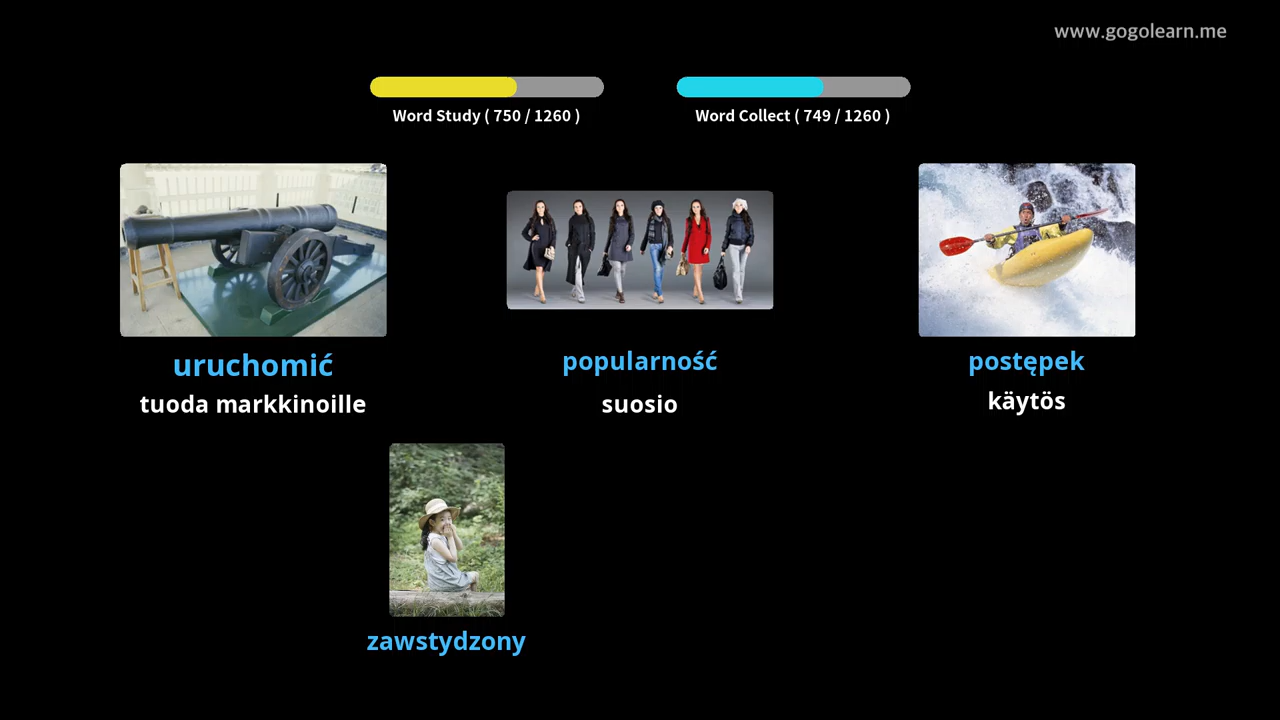 www.gogolearn.me
Word Study ( 750 / 1260 )
Word Collect ( 749 / 1260 )
uruchomić
tuoda markkinoille
popularność
suosio
postępek
käytös
zawstydzony